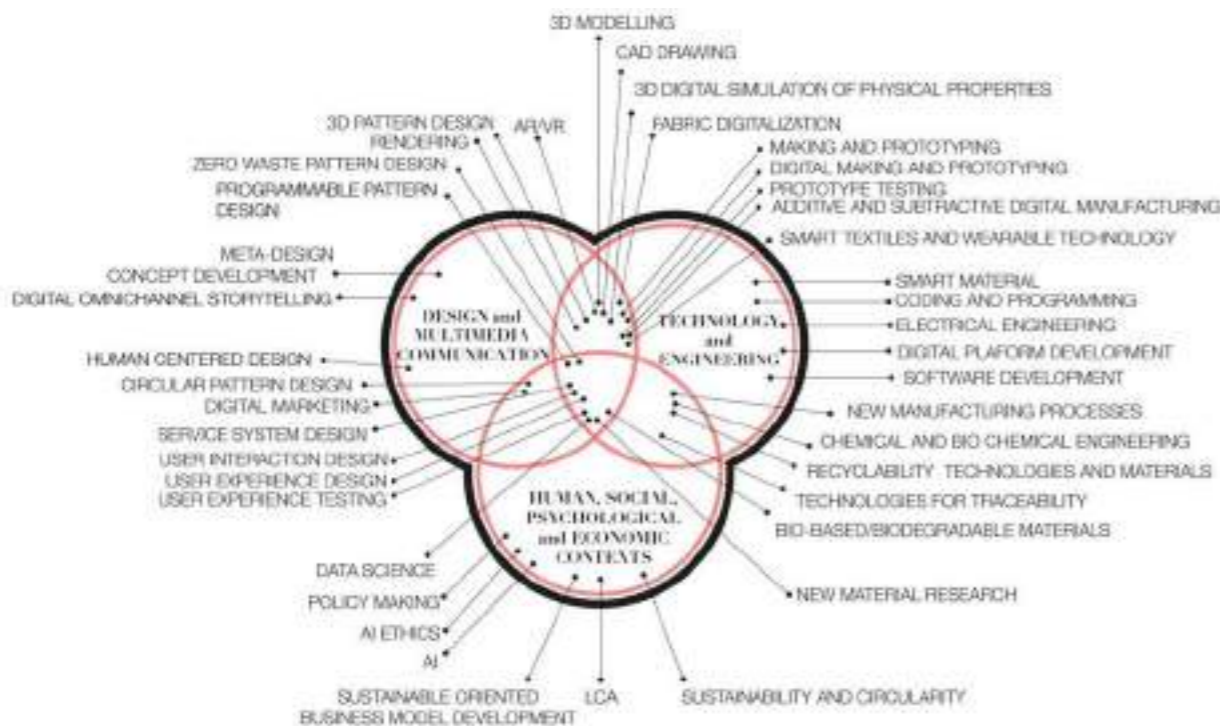 3D MODELLING
CAD DRAWING
3D DIGITAL SIMULATION OF PHYSICAL PROPERTIES
3D PATTERN DESIGN
AR/VR
FABRIC DIGITALIZATION
RENDERING
MAKING AND PROTOTYPING
ZERO WASTE PATTERN DESIGN
DIGITAL MAKING AND PROTOTYPING
PROGRAMMABLE PATTERN
DESIGN
PROTOTYPE TESTING
ADDITIVE AND SUBTRACTIVE DIGITAL MANUFACTURING
SMART TEXTILES AND WEARABLE TECHNOLOGY
META-DESIGN
CONCEPT DEVELOPMENT
DIGITAL OMNICHANNEL STORYTELLING
SMART MATERIAL
CODING AND PROGRAMMING
ELECTRICAL ENGINEERING
DIGITAL PLAFORM DEVELOPMENT
SOFTWARE DEVELOPMENT
DESIGN and
MULTIMEDIA
COMMUNICATION
TECHNOLOGY
and
ENGINEERING
HUMAN CENTERED DESIGN
CIRCULAR PATTERN DESIGN
DIGITAL MARKETING
SERVICE SYSTEM DESIGN
USER INTERACTION DESIGN
USER EXPERIENCE DESIGN
USER EXPERIENCE TESTING
NEW MANUFACTURING PROCESSES
CHEMICAL AND BIO CHEMICAL ENGINEERING
RECYCLABILITY TECHNOLOGIES AND MATERIALS
TECHNOLOGIES FOR TRACEABILITY
BIO-BASED/BIODEGRADABLE MATERIALS
HUMAN, SOCIAL,
PSYCHOLOGICAL
and ECONOMIC
CONTEXTS
DATA SCIENCE
POLICY MAKING
AI ETHICS
AI
NEW MATERIAL RESEARCH
SUSTAINABLE ORIENTED
BUSINESS MODEL DEVELOPMENT
LCA
SUSTAINABILITY AND CIRCULARITY